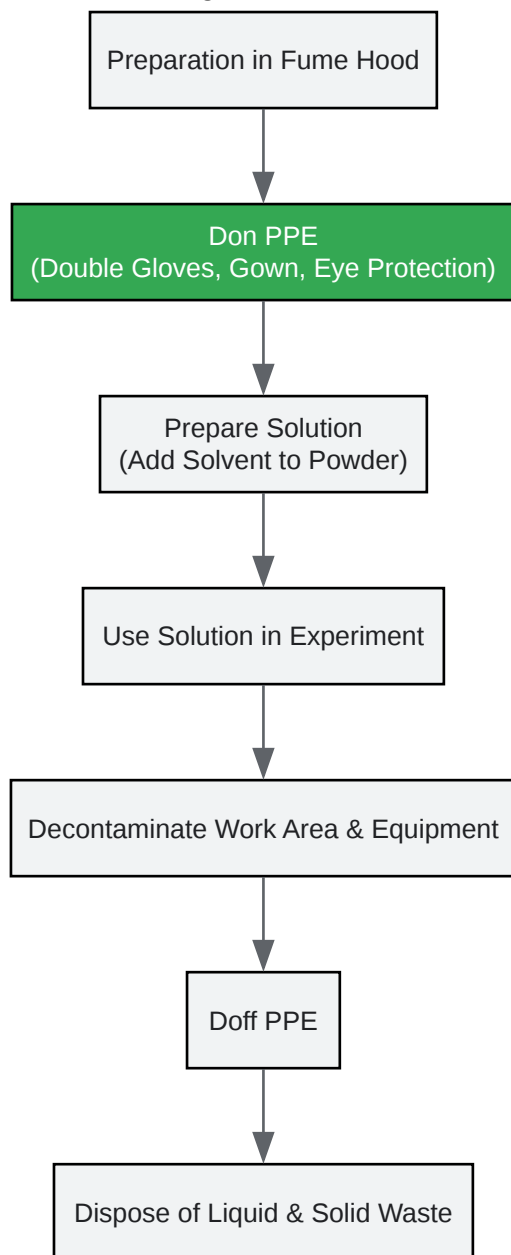 Preparation in Fume Hood
Don PPE
(Double Gloves, Gown, Eye Protection)
Prepare Solution
(Add Solvent to Powder)
Use Solution in Experiment
Decontaminate Work Area & Equipment
Doff PPE
Dispose of Liquid & Solid Waste